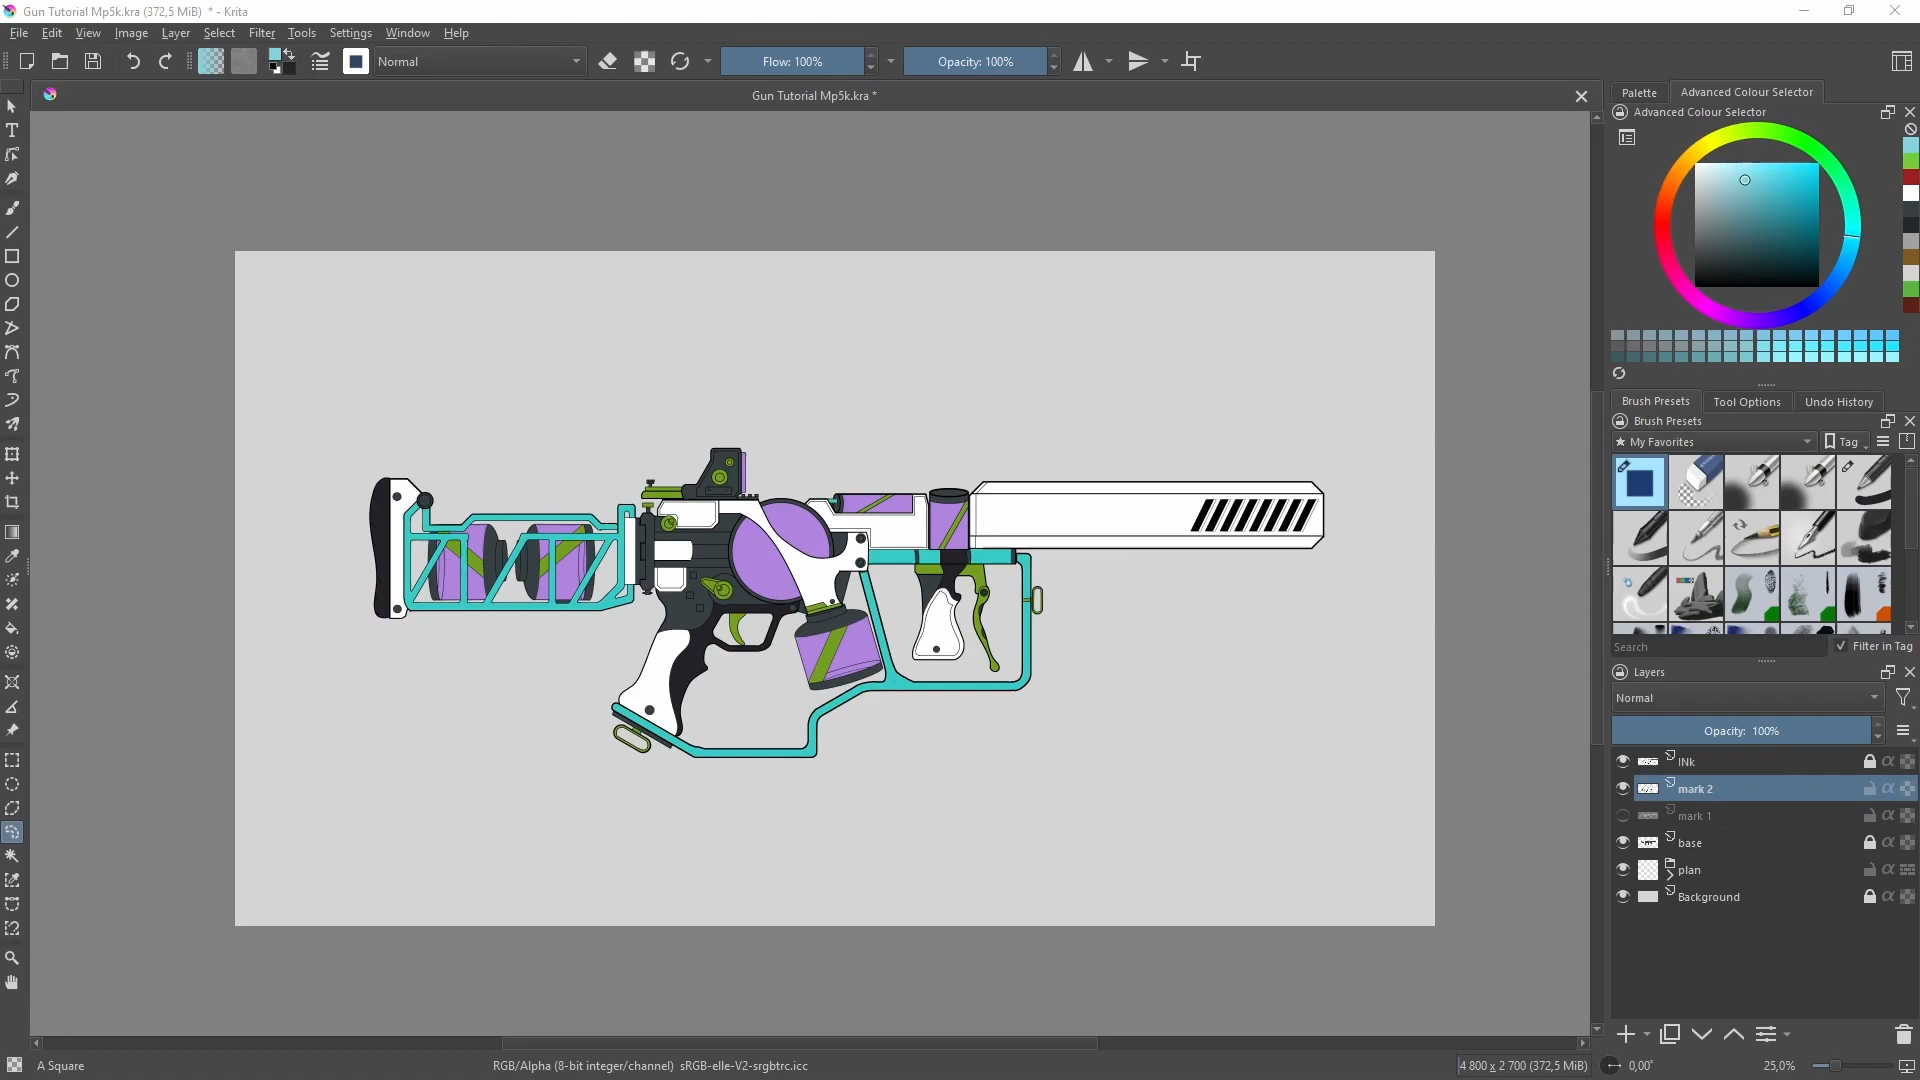 Gun Tutorial Mp5k.kra (372,5 MiB)  * - Krita
File Edit View Image Layer Select Filter Tools Settings Window Help
Normal Flow: 100% Opacity: 100%
Gun Tutorial Mp5k.kra *
Palette Advanced Colour Selector
Advanced Colour Selector
Brush Presets Tool Options Undo History
Brush Presets
★ My Favorites Tag
Search Filter in Tag
Layers
Normal
Opacity:  100%
INk
mark 2
mark 1
base
plan
Background
A Square RGB/Alpha (8-bit integer/channel)  sRGB-elle-V2-srgbtrc.icc 4 800 x 2 700 (372,5 MiB) 0,00° 25,0%